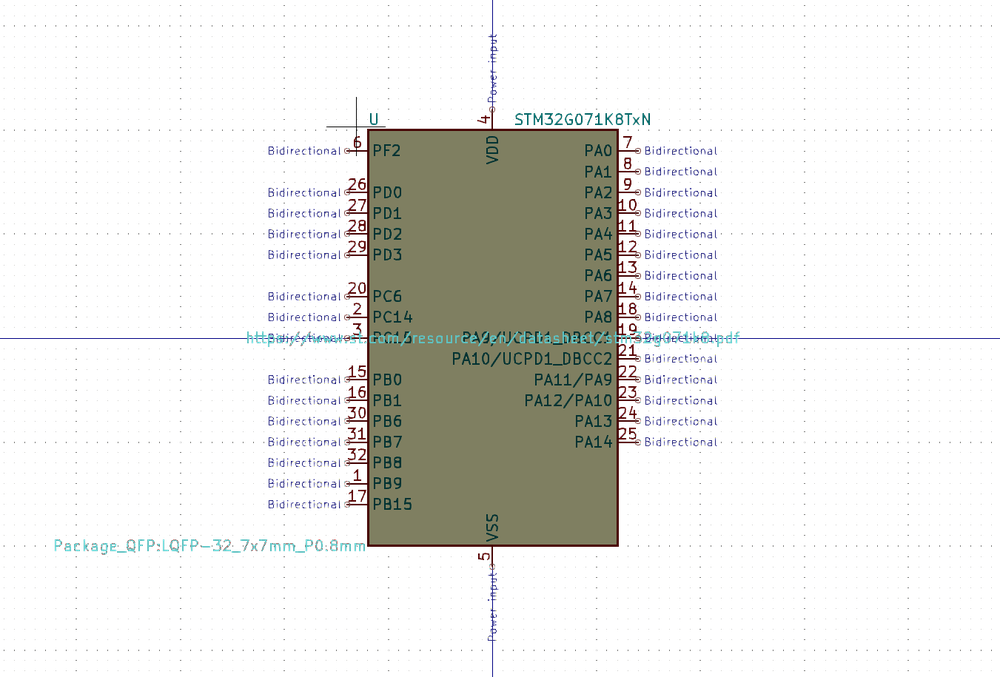 Power input
4
U STM32G071K8TxN
VDD
Bidirectional 6 PF2 PA0 7 Bidirectional
PA1 8 Bidirectional
Bidirectional 26 PD0 PA2 9 Bidirectional
Bidirectional 27 PD1 PA3 10 Bidirectional
Bidirectional 28 PD2 PA4 11 Bidirectional
Bidirectional 29 PD3 PA5 12 Bidirectional
PA6 13 Bidirectional
Bidirectional 20 PC6 PA7 14 Bidirectional
Bidirectional 2 PC14 PA8 18 Bidirectional
3 19
https://www.st.com/resource/en/datasheet/stm32g071k8.pdf
PA10/UCPD1_DBCC2 21 Bidirectional
Bidirectional 15 PB0 PA11/PA9 22 Bidirectional
Bidirectional 16 PB1 PA12/PA10 23 Bidirectional
Bidirectional 30 PB6 PA13 24 Bidirectional
Bidirectional 31 PB7 PA14 25 Bidirectional
Bidirectional 32 PB8
Bidirectional 1 PB9
Bidirectional 17 PB15
VSS
Package_QFP:LQFP-32_7x7mm_P0.8mm
5
Power input